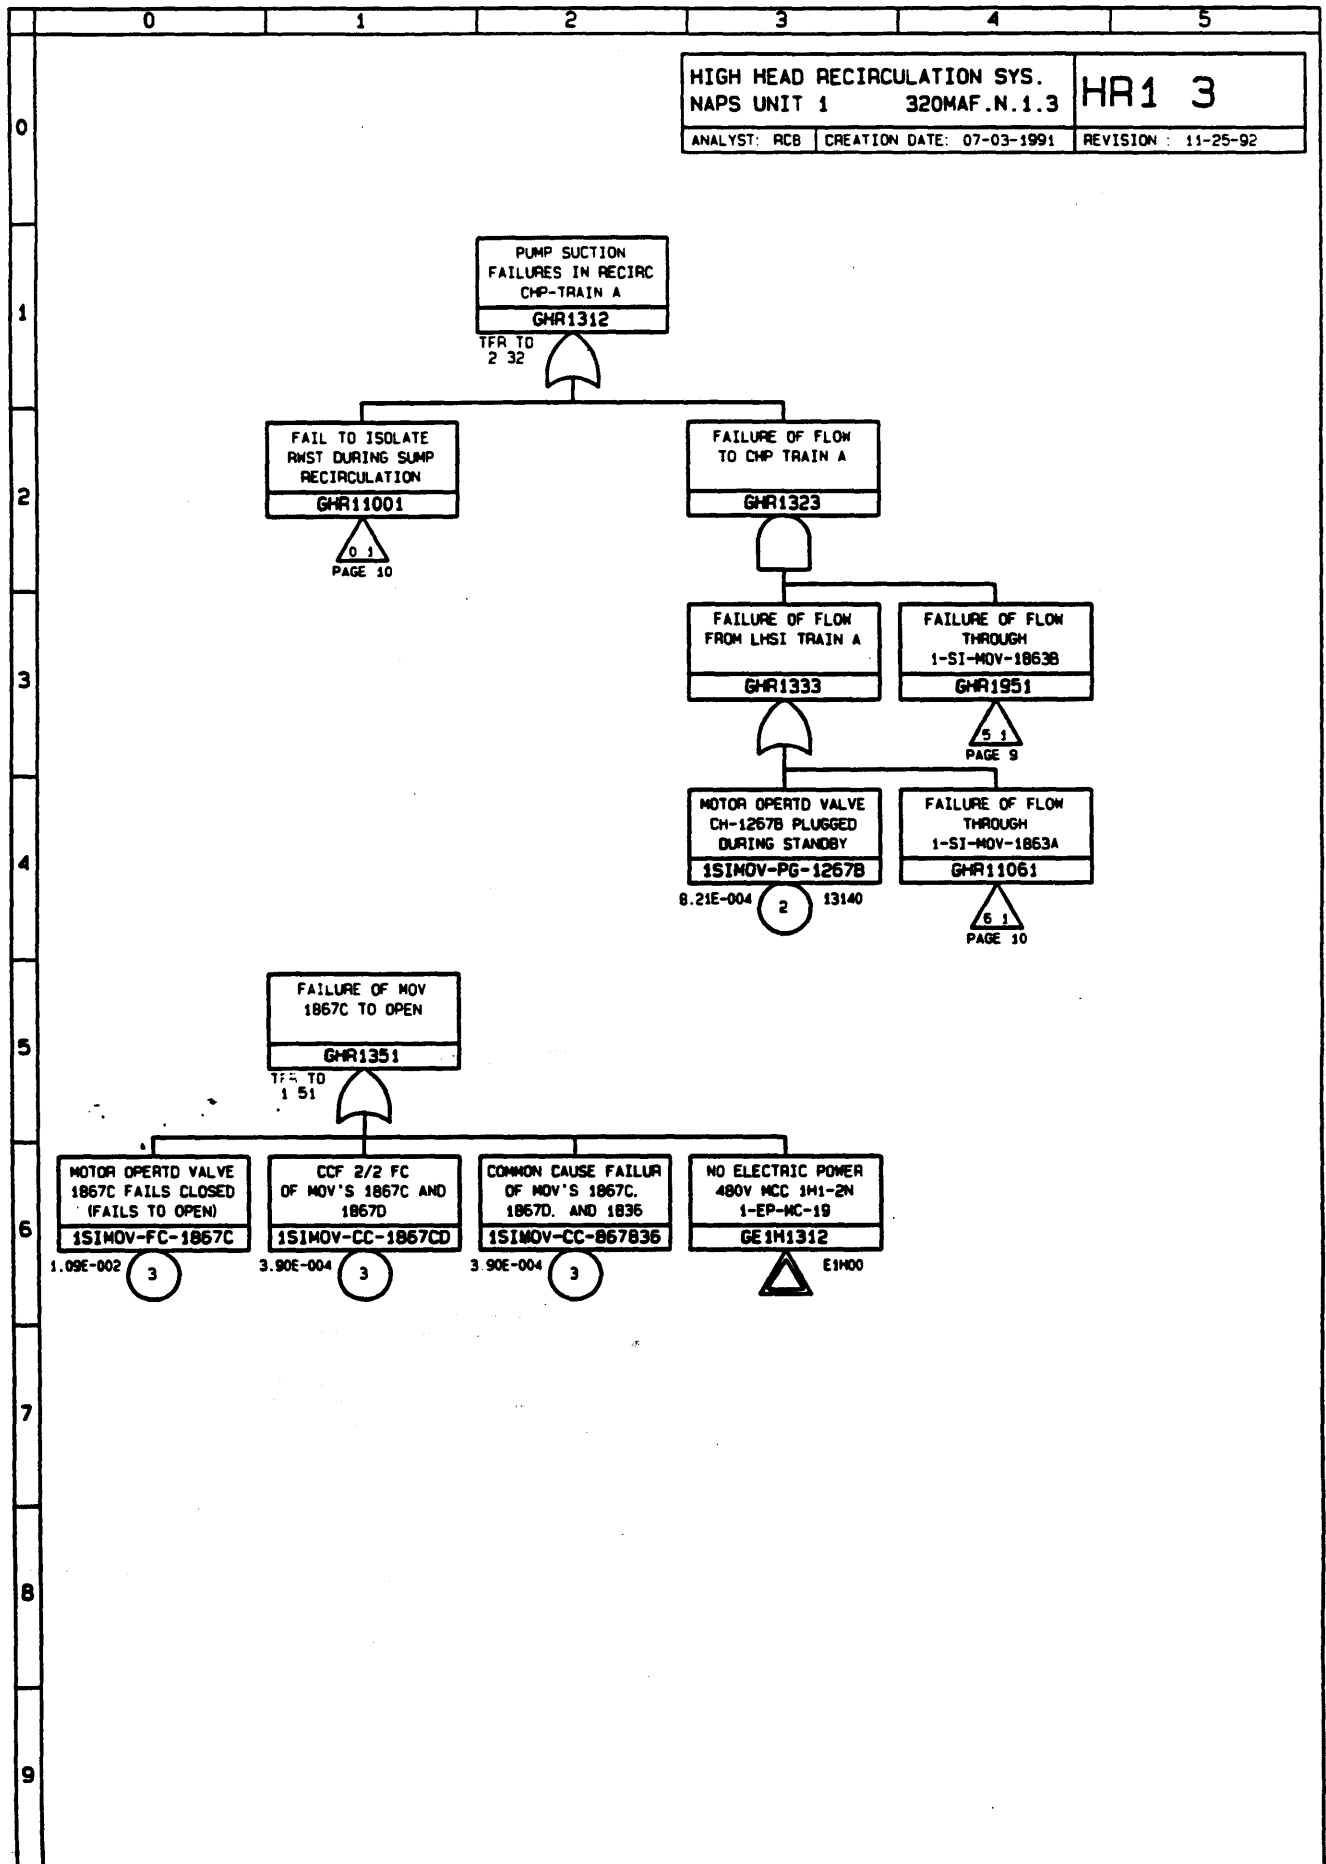 0 1 2 3 4 5
HIGH HEAD RECIRCULATION SYS.
NAPS UNIT 1 320MAF.N.1.3
HR1 3
ANALYST: RCB CREATION DATE: 07-03-1991 REVISION : 11-25-92
0
PUMP SUCTION
FAILURES IN RECIRC
CHP-TRAIN A
GHR1312
TFR TO
2 32
1
FAIL TO ISOLATE
RWST DURING SUMP
RECIRCULATION
GHR11001
0 1
PAGE 10
FAILURE OF FLOW
TO CHP TRAIN A
GHR1323
2
FAILURE OF FLOW
FROM LHSI TRAIN A
GHR1333
FAILURE OF FLOW
THROUGH
1-SI-MOV-1863B
GHR1951
5 1
PAGE 9
3
MOTOR OPERTD VALVE
CH-1267B PLUGGED
DURING STANDBY
1SIMOV-PG-1267B
8.21E-004 2 13140
FAILURE OF FLOW
THROUGH
1-SI-MOV-1863A
GHR11061
6 1
PAGE 10
4
FAILURE OF MOV
1867C TO OPEN
GHR1351
TFR TO
1 51
5
MOTOR OPERTD VALVE
1867C FAILS CLOSED
(FAILS TO OPEN)
1SIMOV-FC-1867C
1.09E-002 3
CCF 2/2 FC
OF MOV'S 1867C AND
1867D
1SIMOV-CC-1867CD
3.90E-004 3
COMMON CAUSE FAILUR
OF MOV'S 1867C,
1867D, AND 1836
1SIMOV-CC-867836
3.90E-004 3
NO ELECTRIC POWER
480V MCC 1H1-2N
1-EP-MC-19
GE1H1312
E1H00
6
7
8
9